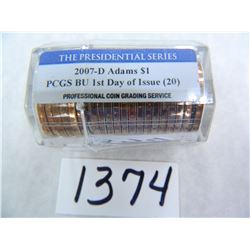 THE PRESIDENTIAL SERIES
2007-D Adams $1
PCGS BU 1st Day of Issue (20)
PROFESSIONAL COIN GRADING SERVICE
1374